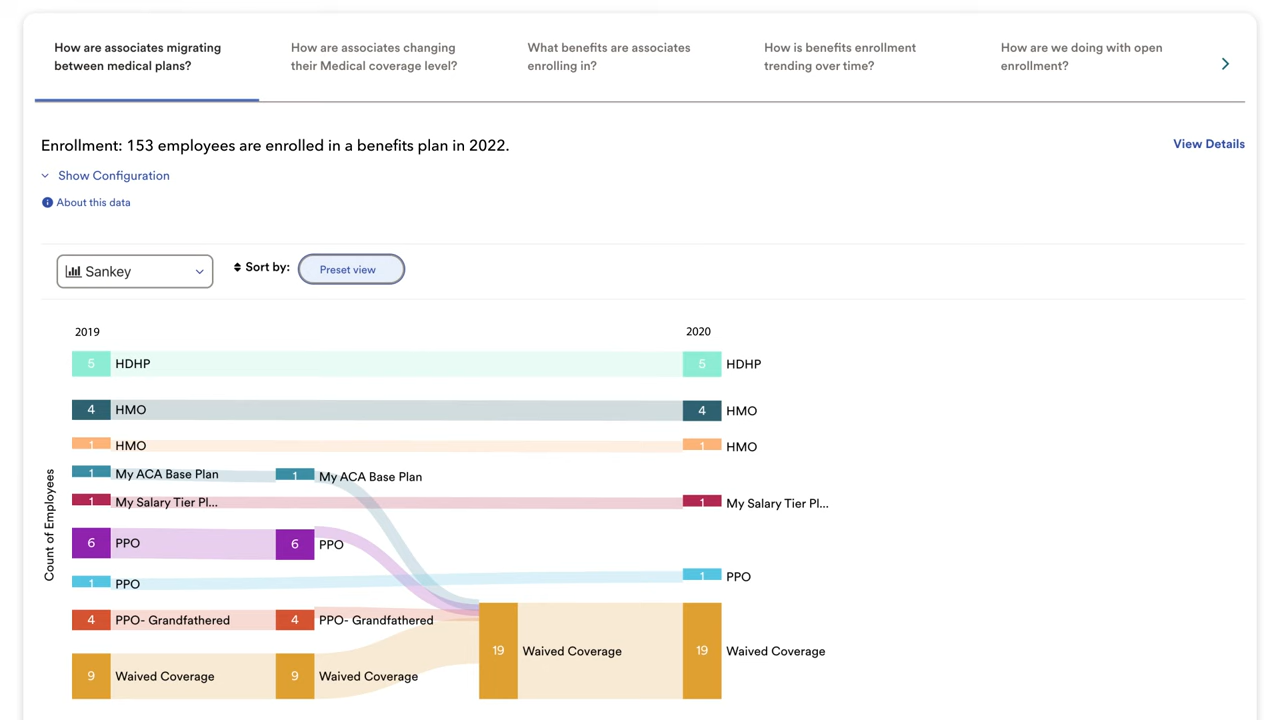 How are associates migrating
between medical plans?
How are associates changing
their Medical coverage level?
What benefits are associates
enrolling in?
How is benefits enrollment
trending over time?
How are we doing with open
enrollment?
Enrollment: 153 employees are enrolled in a benefits plan in 2022.
View Details
Show Configuration
About this data
Sankey
Sort by:
Preset view
2019
2020
Count of Employees
5 HDHP
5 HDHP
4 HMO
4 HMO
1 HMO
1 HMO
1 My ACA Base Plan
1 My ACA Base Plan
1 My Salary Tier Pl...
1 My Salary Tier Pl...
6 PPO
6 PPO
1 PPO
1 PPO
4 PPO- Grandfathered
4 PPO- Grandfathered
19 Waived Coverage
19 Waived Coverage
9 Waived Coverage
9 Waived Coverage